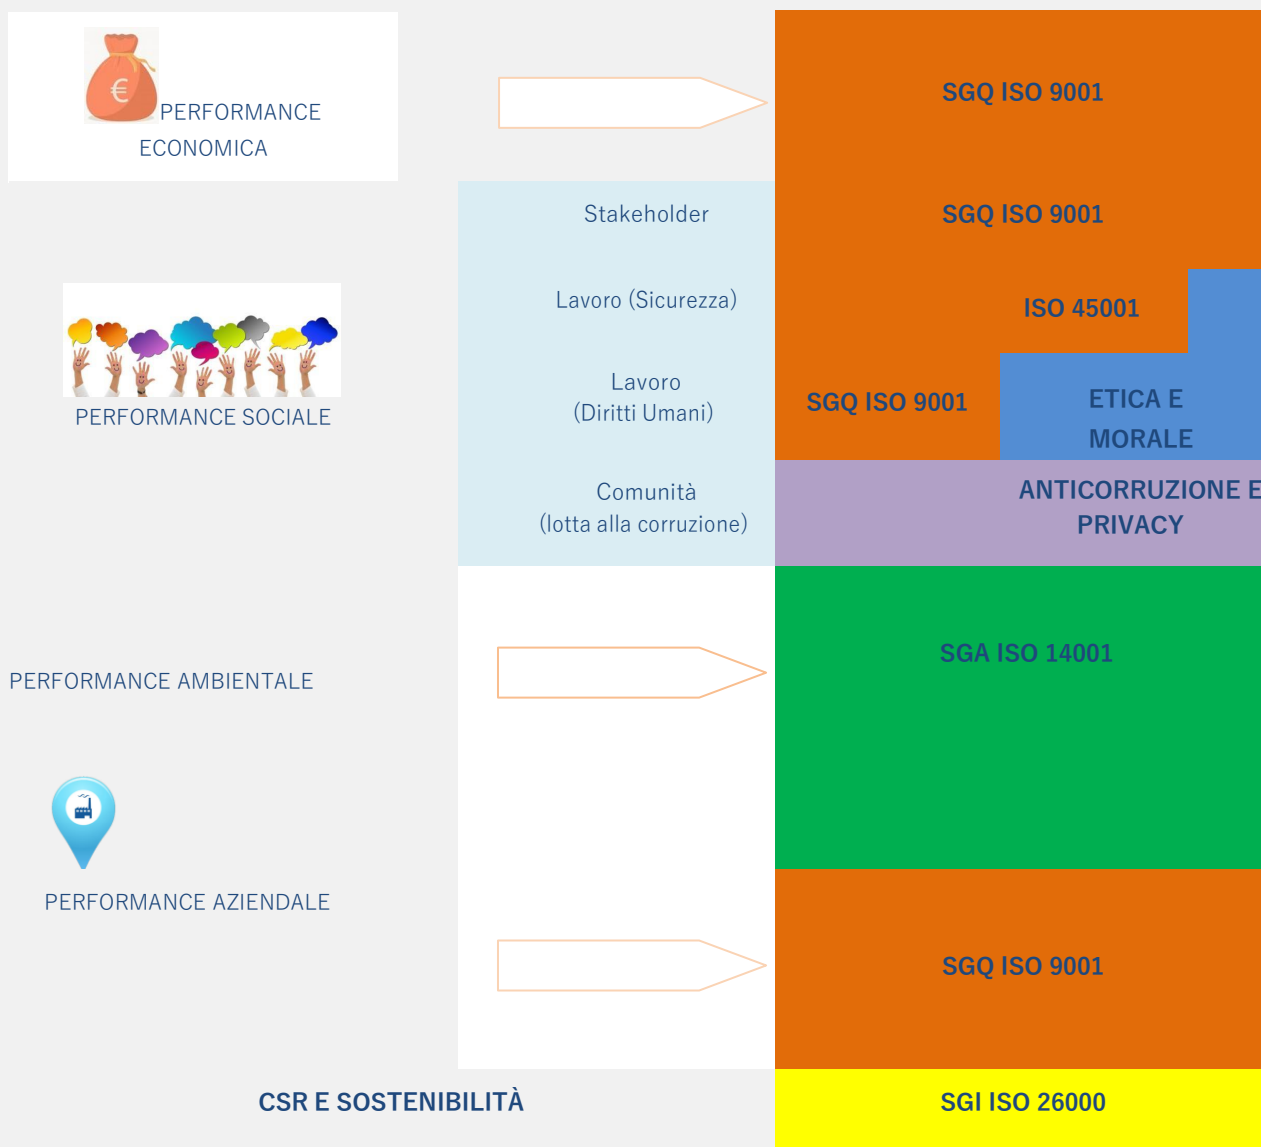 €
PERFORMANCE
ECONOMICA
SGQ ISO 9001
Stakeholder
SGQ ISO 9001
Lavoro (Sicurezza)
ISO 45001
PERFORMANCE SOCIALE
Lavoro
(Diritti Umani)
SGQ ISO 9001
ETICA E
MORALE
Comunità
(lotta alla corruzione)
ANTICORRUZIONE E
PRIVACY
PERFORMANCE AMBIENTALE
SGA ISO 14001
PERFORMANCE AZIENDALE
SGQ ISO 9001
CSR E SOSTENIBILITÀ
SGI ISO 26000